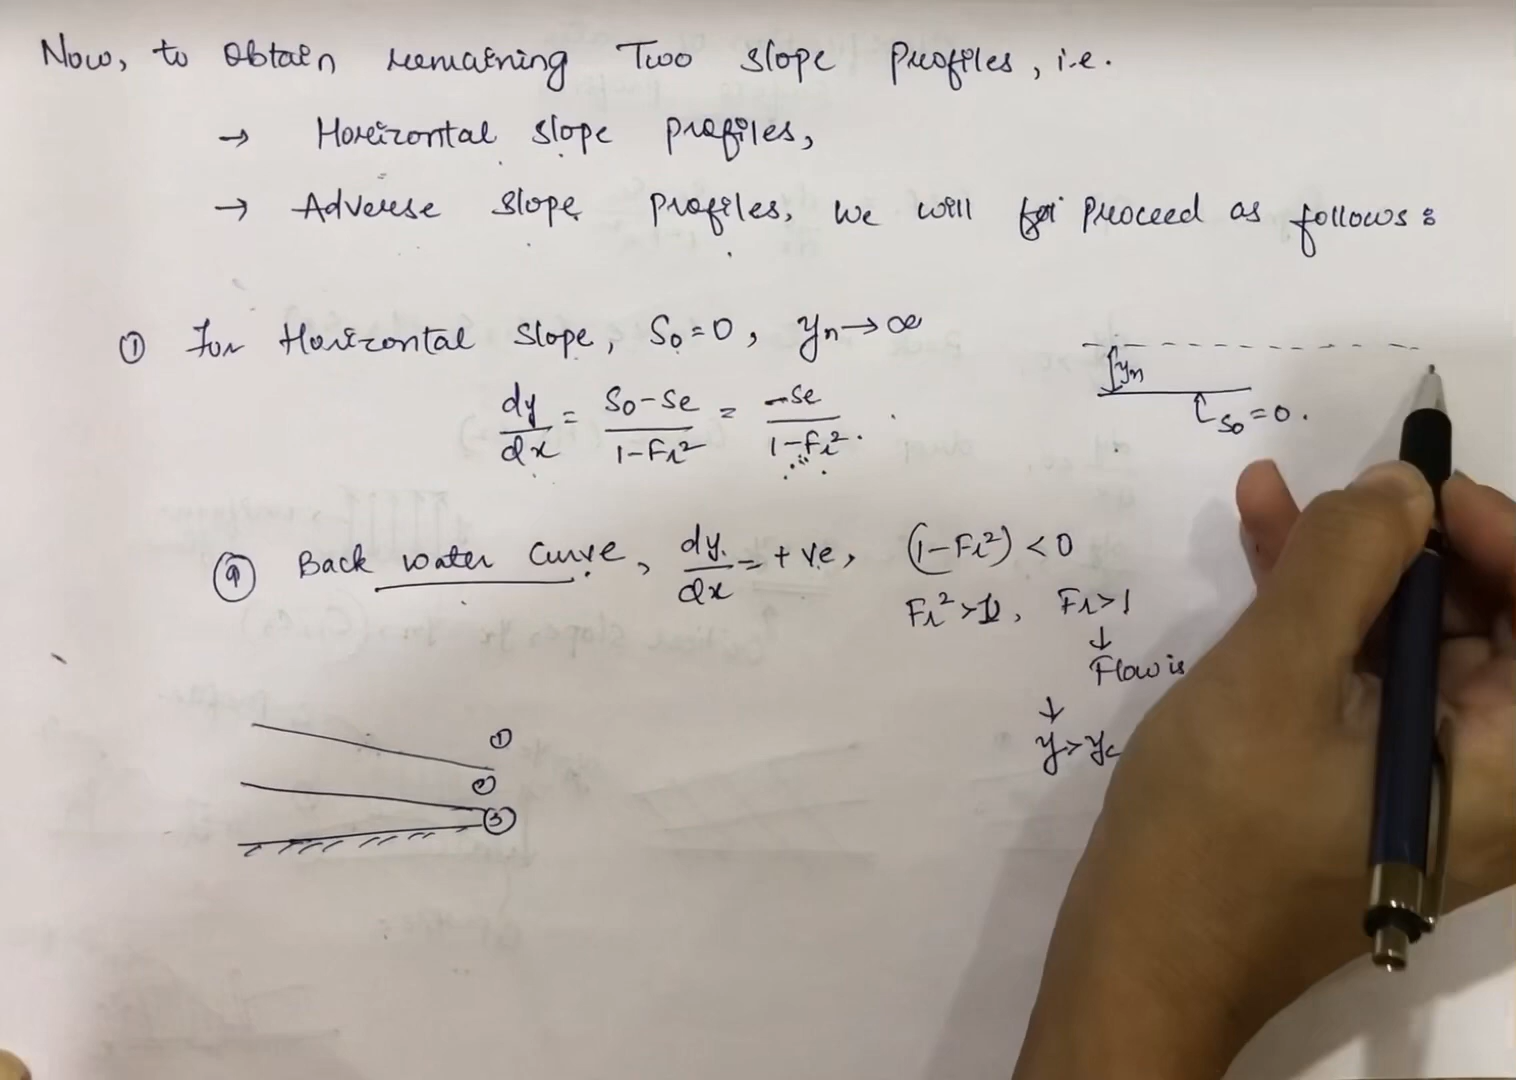 Now, to Obtain remaining Two slope profiles, i.e.
→ Horizontal slope profiles,
→ Adverse slope profiles, we will proceed as follows:
① For Horizontal slope, S₀=0, yₙ→∞
yₙ
S₀=0.
dy/dx = S₀-Se/1-Fr² = -Se/1-Fr².
ⓐ Back water curve, dy/dx = +ve, (1-Fr²)<0
Fr²>1, Fr>1
↓
Flow is
↓
y>yc
①
②
③